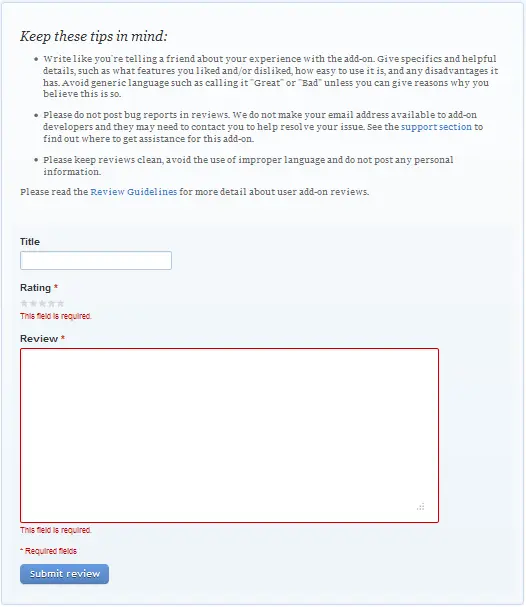 Keep these tips in mind:
Write like you're telling a friend about your experience with the add-on. Give specifics and helpful
details, such as what features you liked and/or disliked, how easy to use it is, and any disadvantages it
has. Avoid generic language such as calling it "Great" or "Bad" unless you can give reasons why you
believe this is so.
Please do not post bug reports in reviews. We do not make your email address available to add-on
developers and they may need to contact you to help resolve your issue. See the support section to
find out where to get assistance for this add-on.
Please keep reviews clean, avoid the use of improper language and do not post any personal
information.
Please read the Review Guidelines for more detail about user add-on reviews.
Title
Rating *
This field is required.
Review *
This field is required.
* Required fields
Submit review